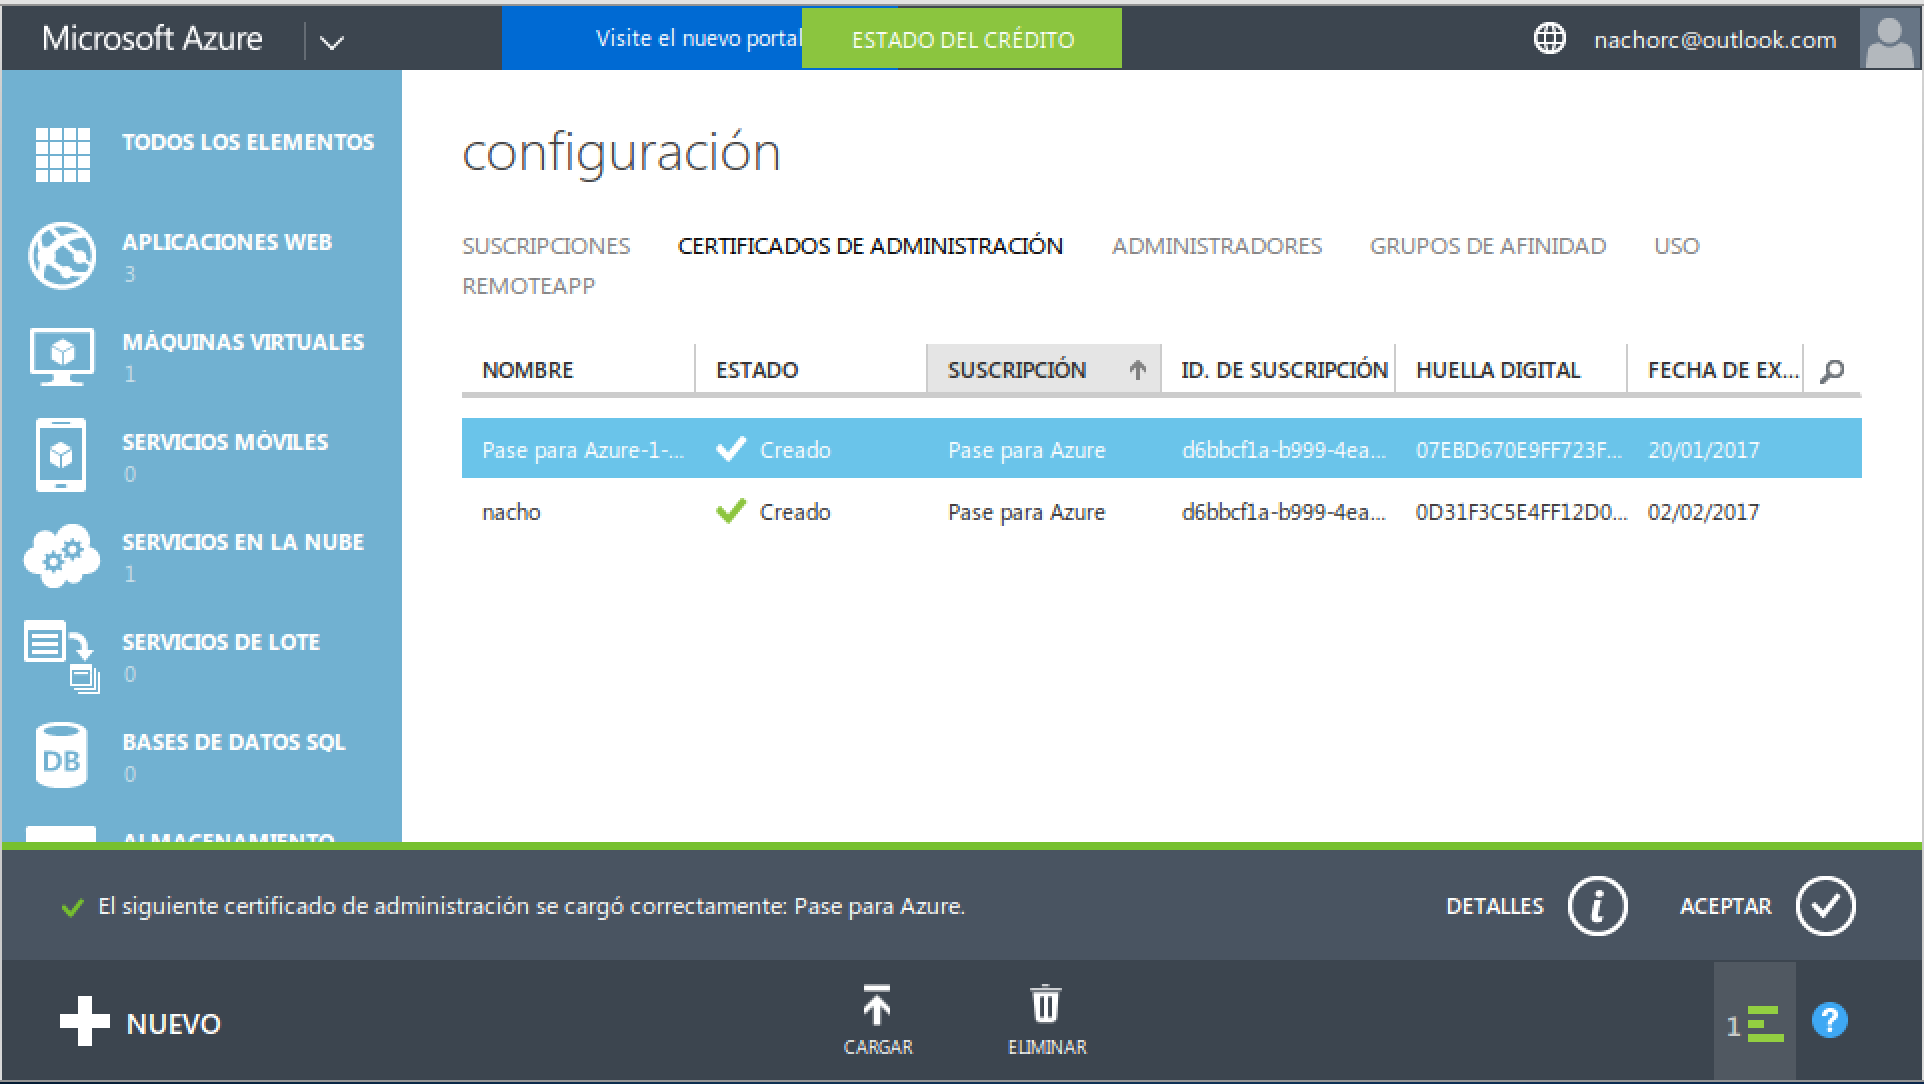 Microsoft Azure
Visite el nuevo portal
ESTADO DEL CRÉDITO
nachorc@outlook.com
TODOS LOS ELEMENTOS
APLICACIONES WEB
3
MÁQUINAS VIRTUALES
1
SERVICIOS MÓVILES
0
SERVICIOS EN LA NUBE
1
SERVICIOS DE LOTE
0
DB
BASES DE DATOS SQL
0
ALMACENAMIENTO
configuración
SUSCRIPCIONES CERTIFICADOS DE ADMINISTRACIÓN ADMINISTRADORES GRUPOS DE AFINIDAD USO
REMOTEAPP
NOMBRE ESTADO SUSCRIPCIÓN ID. DE SUSCRIPCIÓN HUELLA DIGITAL FECHA DE EX...
Pase para Azure-1-... Creado Pase para Azure d6bbcf1a-b999-4ea... 07EBD670E9FF723F... 20/01/2017
nacho Creado Pase para Azure d6bbcf1a-b999-4ea... 0D31F3C5E4FF12D0... 02/02/2017
El siguiente certificado de administración se cargó correctamente: Pase para Azure.
DETALLES i ACEPTAR
NUEVO
CARGAR
ELIMINAR
1
?